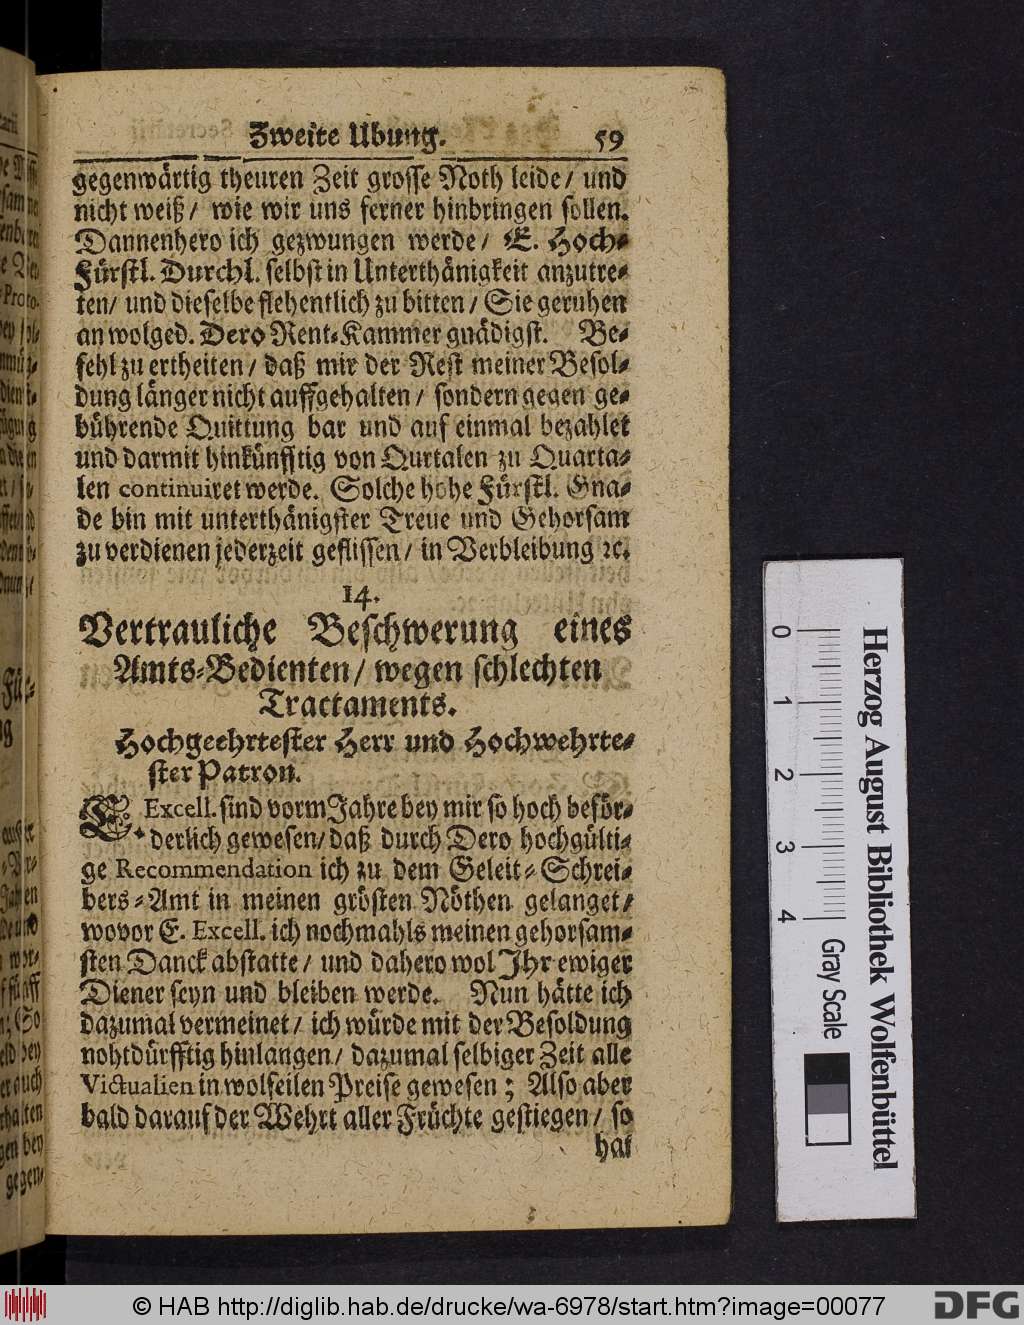 Zweite Ubung. 59
gegenwärtig theuren Zeit grosse Noth leide / und
nicht weiß / wie wir uns ferner hinbringen sollen.
Dannenhero ich gezwungen werde / E. Hoch-
Fürstl. Durchl. selbst in Unterthänigkeit anzutre-
ten / und dieselbe flehentlich zu bitten / Sie geruhen
an wolged. Dero Rent-Kammer gnädigst. Be-
fehl zu ertheilen / daß mir der Rest meiner Besol-
dung länger nicht auffgehalten / sondern gegen ge-
bührende Quittung bar und auf einmal bezahlet
und darmit hinkünfftig von Qurtalen zu Quarta-
len continuiret werde. Solche hohe Fürstl. Gna-
de bin mit unterthänigster Treue und Gehorsam
zu verdienen jederzeit geflissen / in Verbleibung ꝛc.
14.
Vertrauliche Beschwerung eines
Amts-Bedienten / wegen schlechten
Tractaments.
Hochgeehrtester Herr und Hochwehrte-
ster Patron.
E. Excell. sind vorm Jahre bey mir so hoch beför-
derlich gewesen / daß durch Dero hochgülti-
ge Recommendation ich zu dem Geleit-Schrei-
bers-Amt in meinen grösten Nöthen gelanget /
wovor E. Excell. ich nochmahls meinen gehorsam-
sten Danck abstatte / und dahero wol Ihr ewiger
Diener seyn und bleiben werde. Nun hätte ich
dazumal vermeinet / ich würde mit der Besoldung
nohtdürfftig hinlangen / dazumal selbiger Zeit alle
Victualien in wolfeilen Preise gewesen ; Also aber
bald darauf der Wehrt aller Früchte gestiegen / so
hat
0 1 2 3 4
Gray Scale
Herzog August Bibliothek Wolfenbüttel
© HAB http://diglib.hab.de/drucke/wa-6978/start.htm?image=00077
DFG